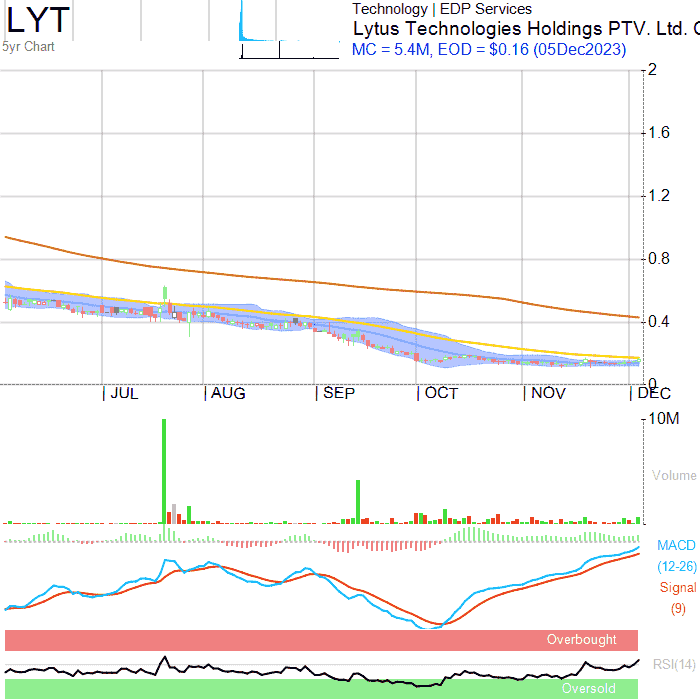 LYT
5yr Chart
Technology | EDP Services
Lytus Technologies Holdings PTV. Ltd.
MC = 5.4M, EOD = $0.16 (05Dec2023)
2
1.6
1.2
0.8
0.4
0
JUL AUG SEP OCT NOV DEC
10M
Volume
MACD
(12-26)
Signal
(9)
Overbought
RSI(14)
Oversold